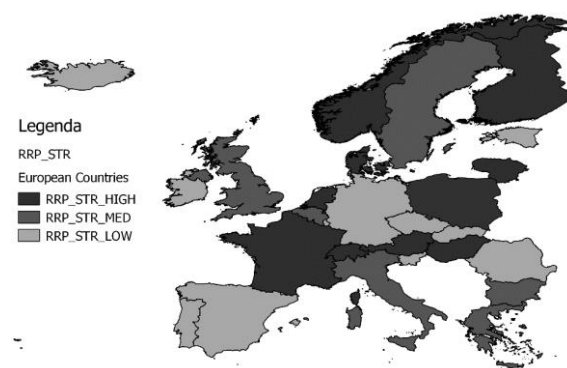 Legenda
RRP_STR
European Countries
RRP_STR_HIGH
RRP_STR_MED
RRP_STR_LOW